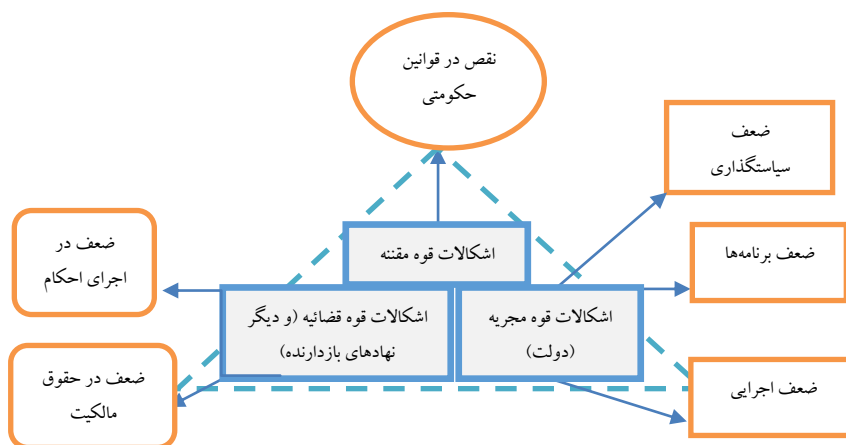 نقص در قوانین
حکومتی
ضعف
سیاستگذاری
ضعف در
اجرای احکام
اشکالات قوه مقننه
ضعف برنامه‌ها
اشکالات قوه مجریه
(دولت)
اشکالات قوه قضائیه (و دیگر
نهادهای بازدارنده)
ضعف در حقوق
مالکیت
ضعف اجرایی